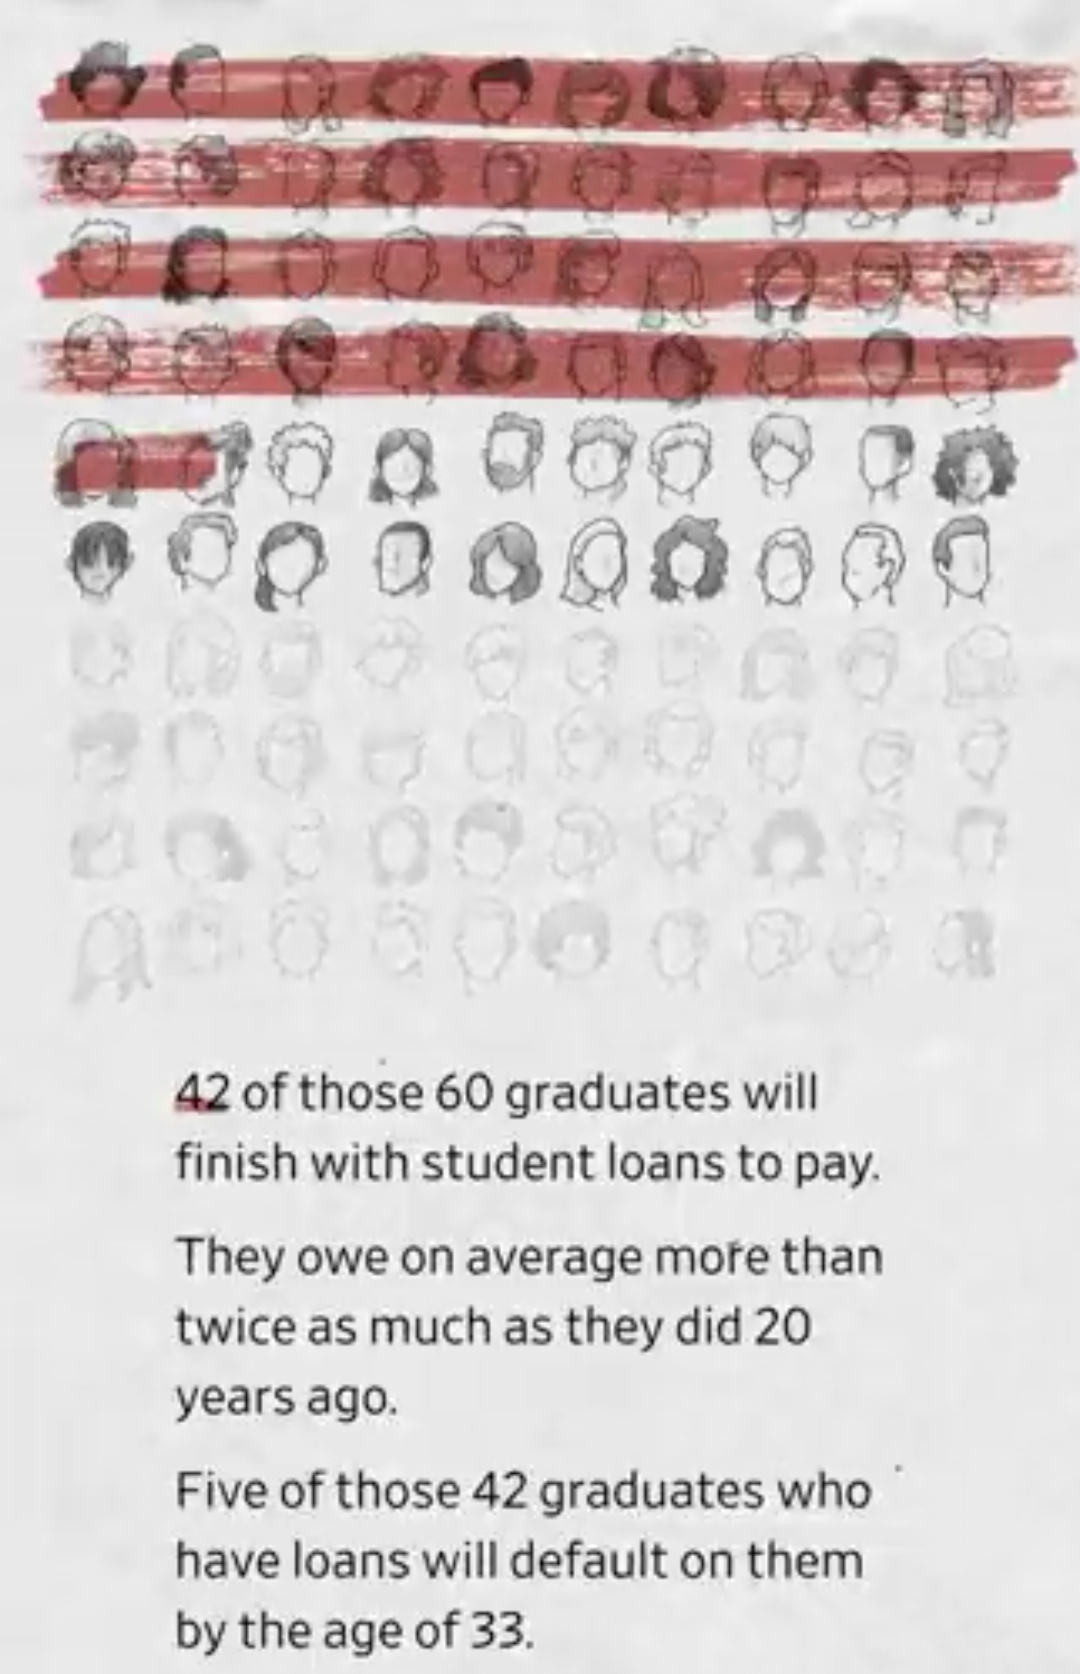 42 of those 60 graduates will
finish with student loans to pay.
They owe on average more than
twice as much as they did 20
years ago.
Five of those 42 graduates who
have loans will default on them
by the age of 33.